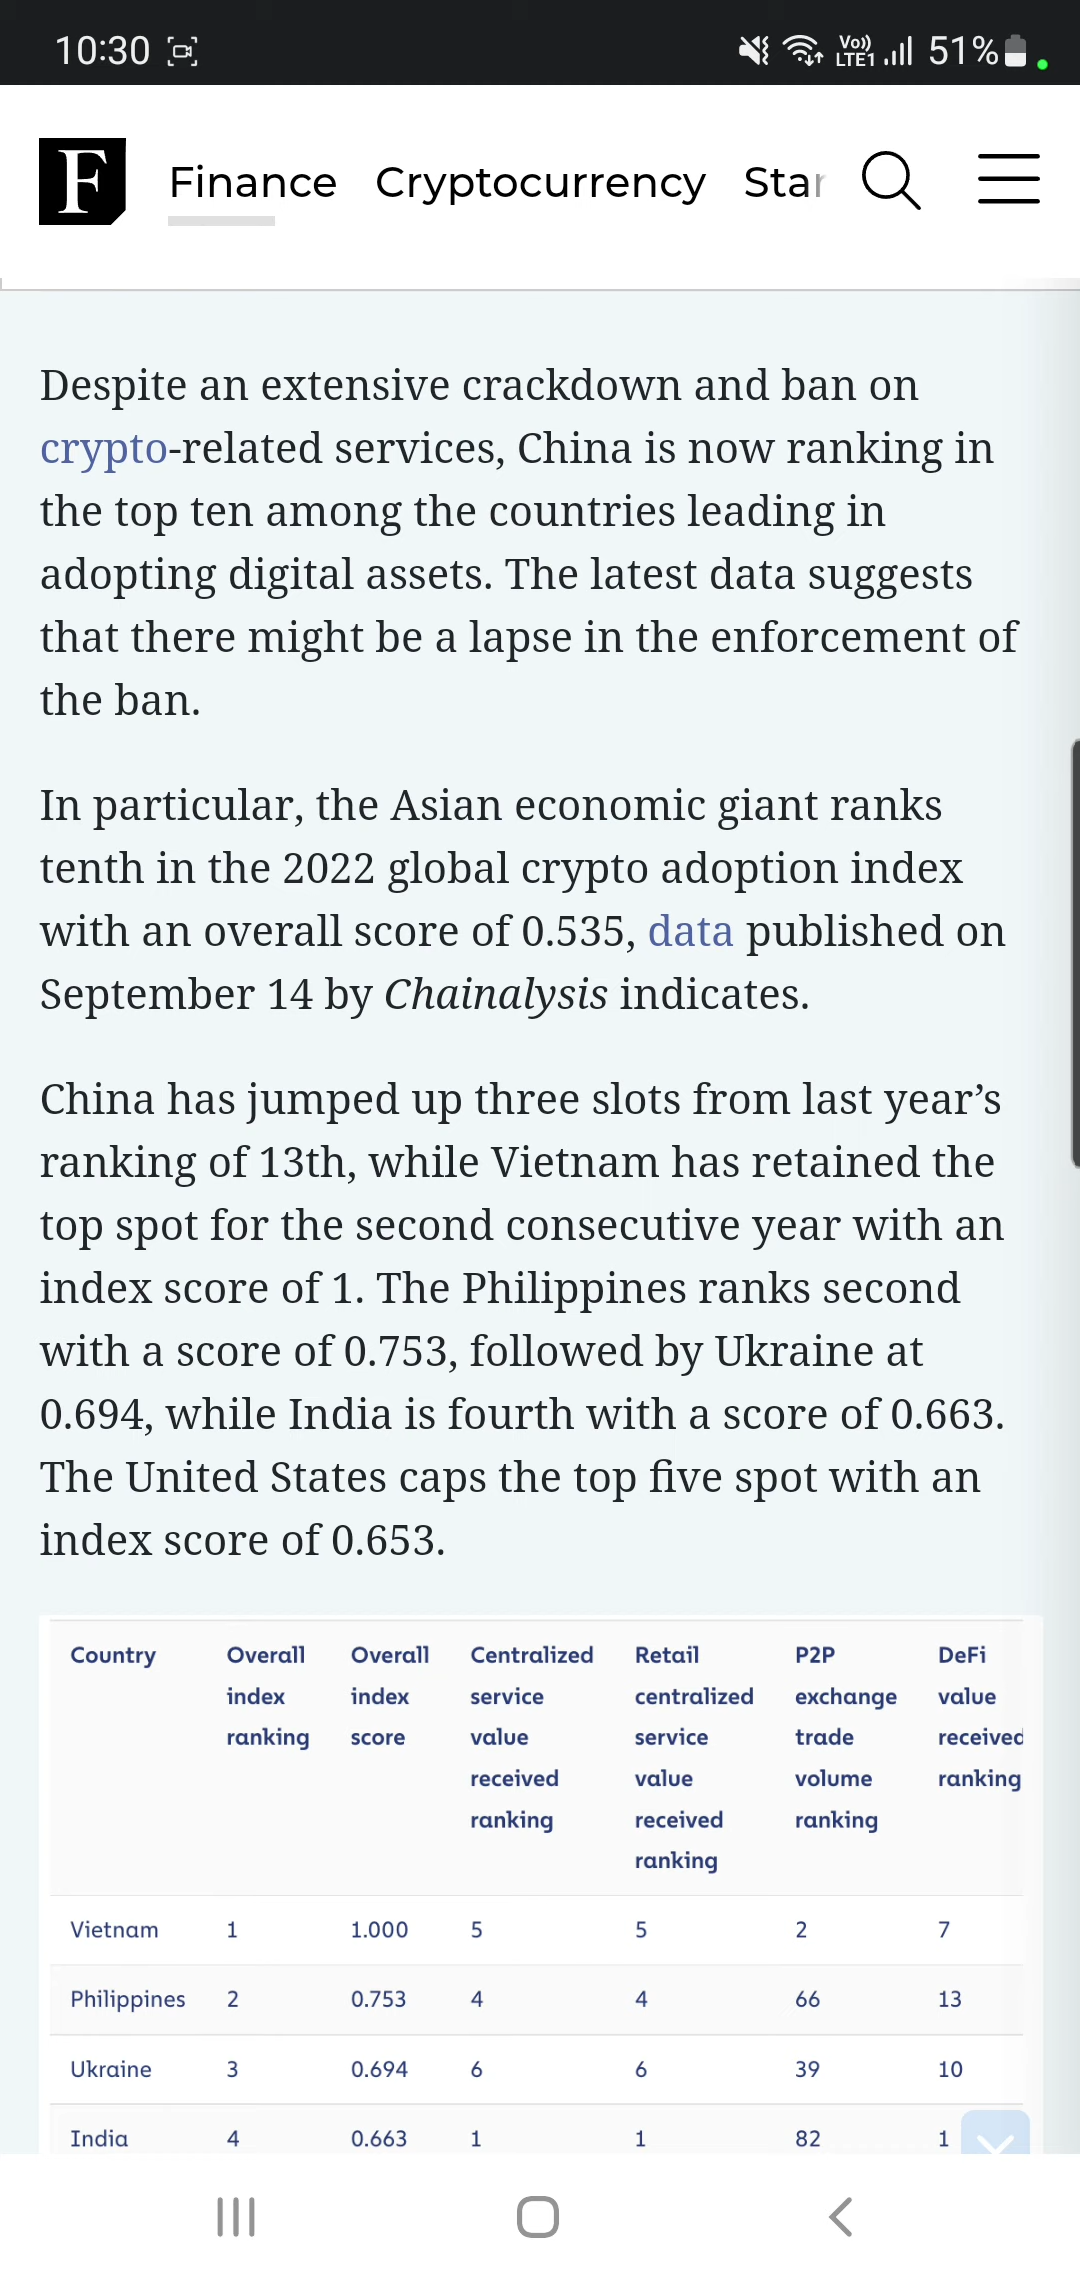 10:30
Vo))
LTE1
51%
F
Finance Cryptocurrency Star
Despite an extensive crackdown and ban on
crypto-related services, China is now ranking in
the top ten among the countries leading in
adopting digital assets. The latest data suggests
that there might be a lapse in the enforcement of
the ban.
In particular, the Asian economic giant ranks
tenth in the 2022 global crypto adoption index
with an overall score of 0.535, data published on
September 14 by Chainalysis indicates.
China has jumped up three slots from last year’s
ranking of 13th, while Vietnam has retained the
top spot for the second consecutive year with an
index score of 1. The Philippines ranks second
with a score of 0.753, followed by Ukraine at
0.694, while India is fourth with a score of 0.663.
The United States caps the top five spot with an
index score of 0.653.
Country Overall Overall Centralized Retail P2P DeFi
index index service centralized exchange value
ranking score value service trade received
received value volume ranking
ranking received ranking
ranking
Vietnam 1 1.000 5 5 2 7
Philippines 2 0.753 4 4 66 13
Ukraine 3 0.694 6 6 39 10
India 4 0.663 1 1 82 1